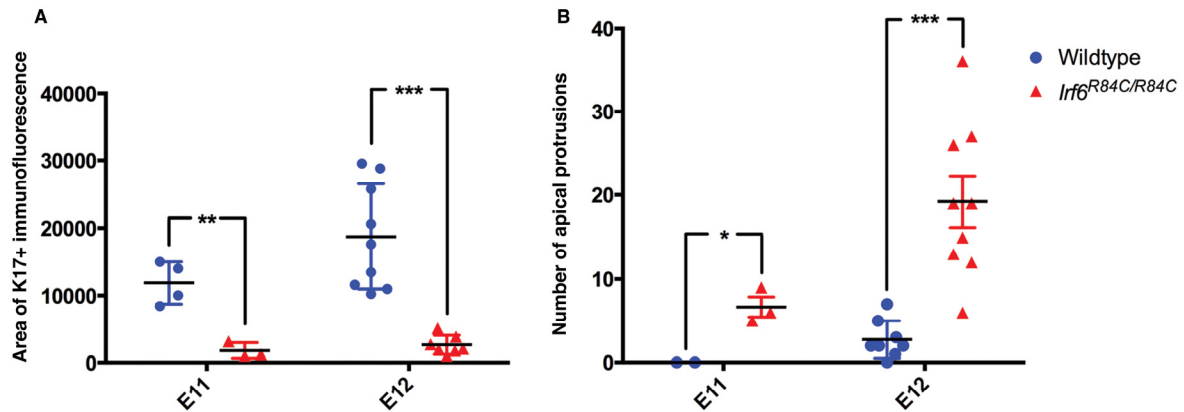 A
B
Area of K17+ immunofluorescence
40000
30000
20000
10000
0
**
***
E11
E12
Number of apical protrusions
40
30
20
10
0
*
***
E11
E12
Wildtype
Irf6R84C/R84C